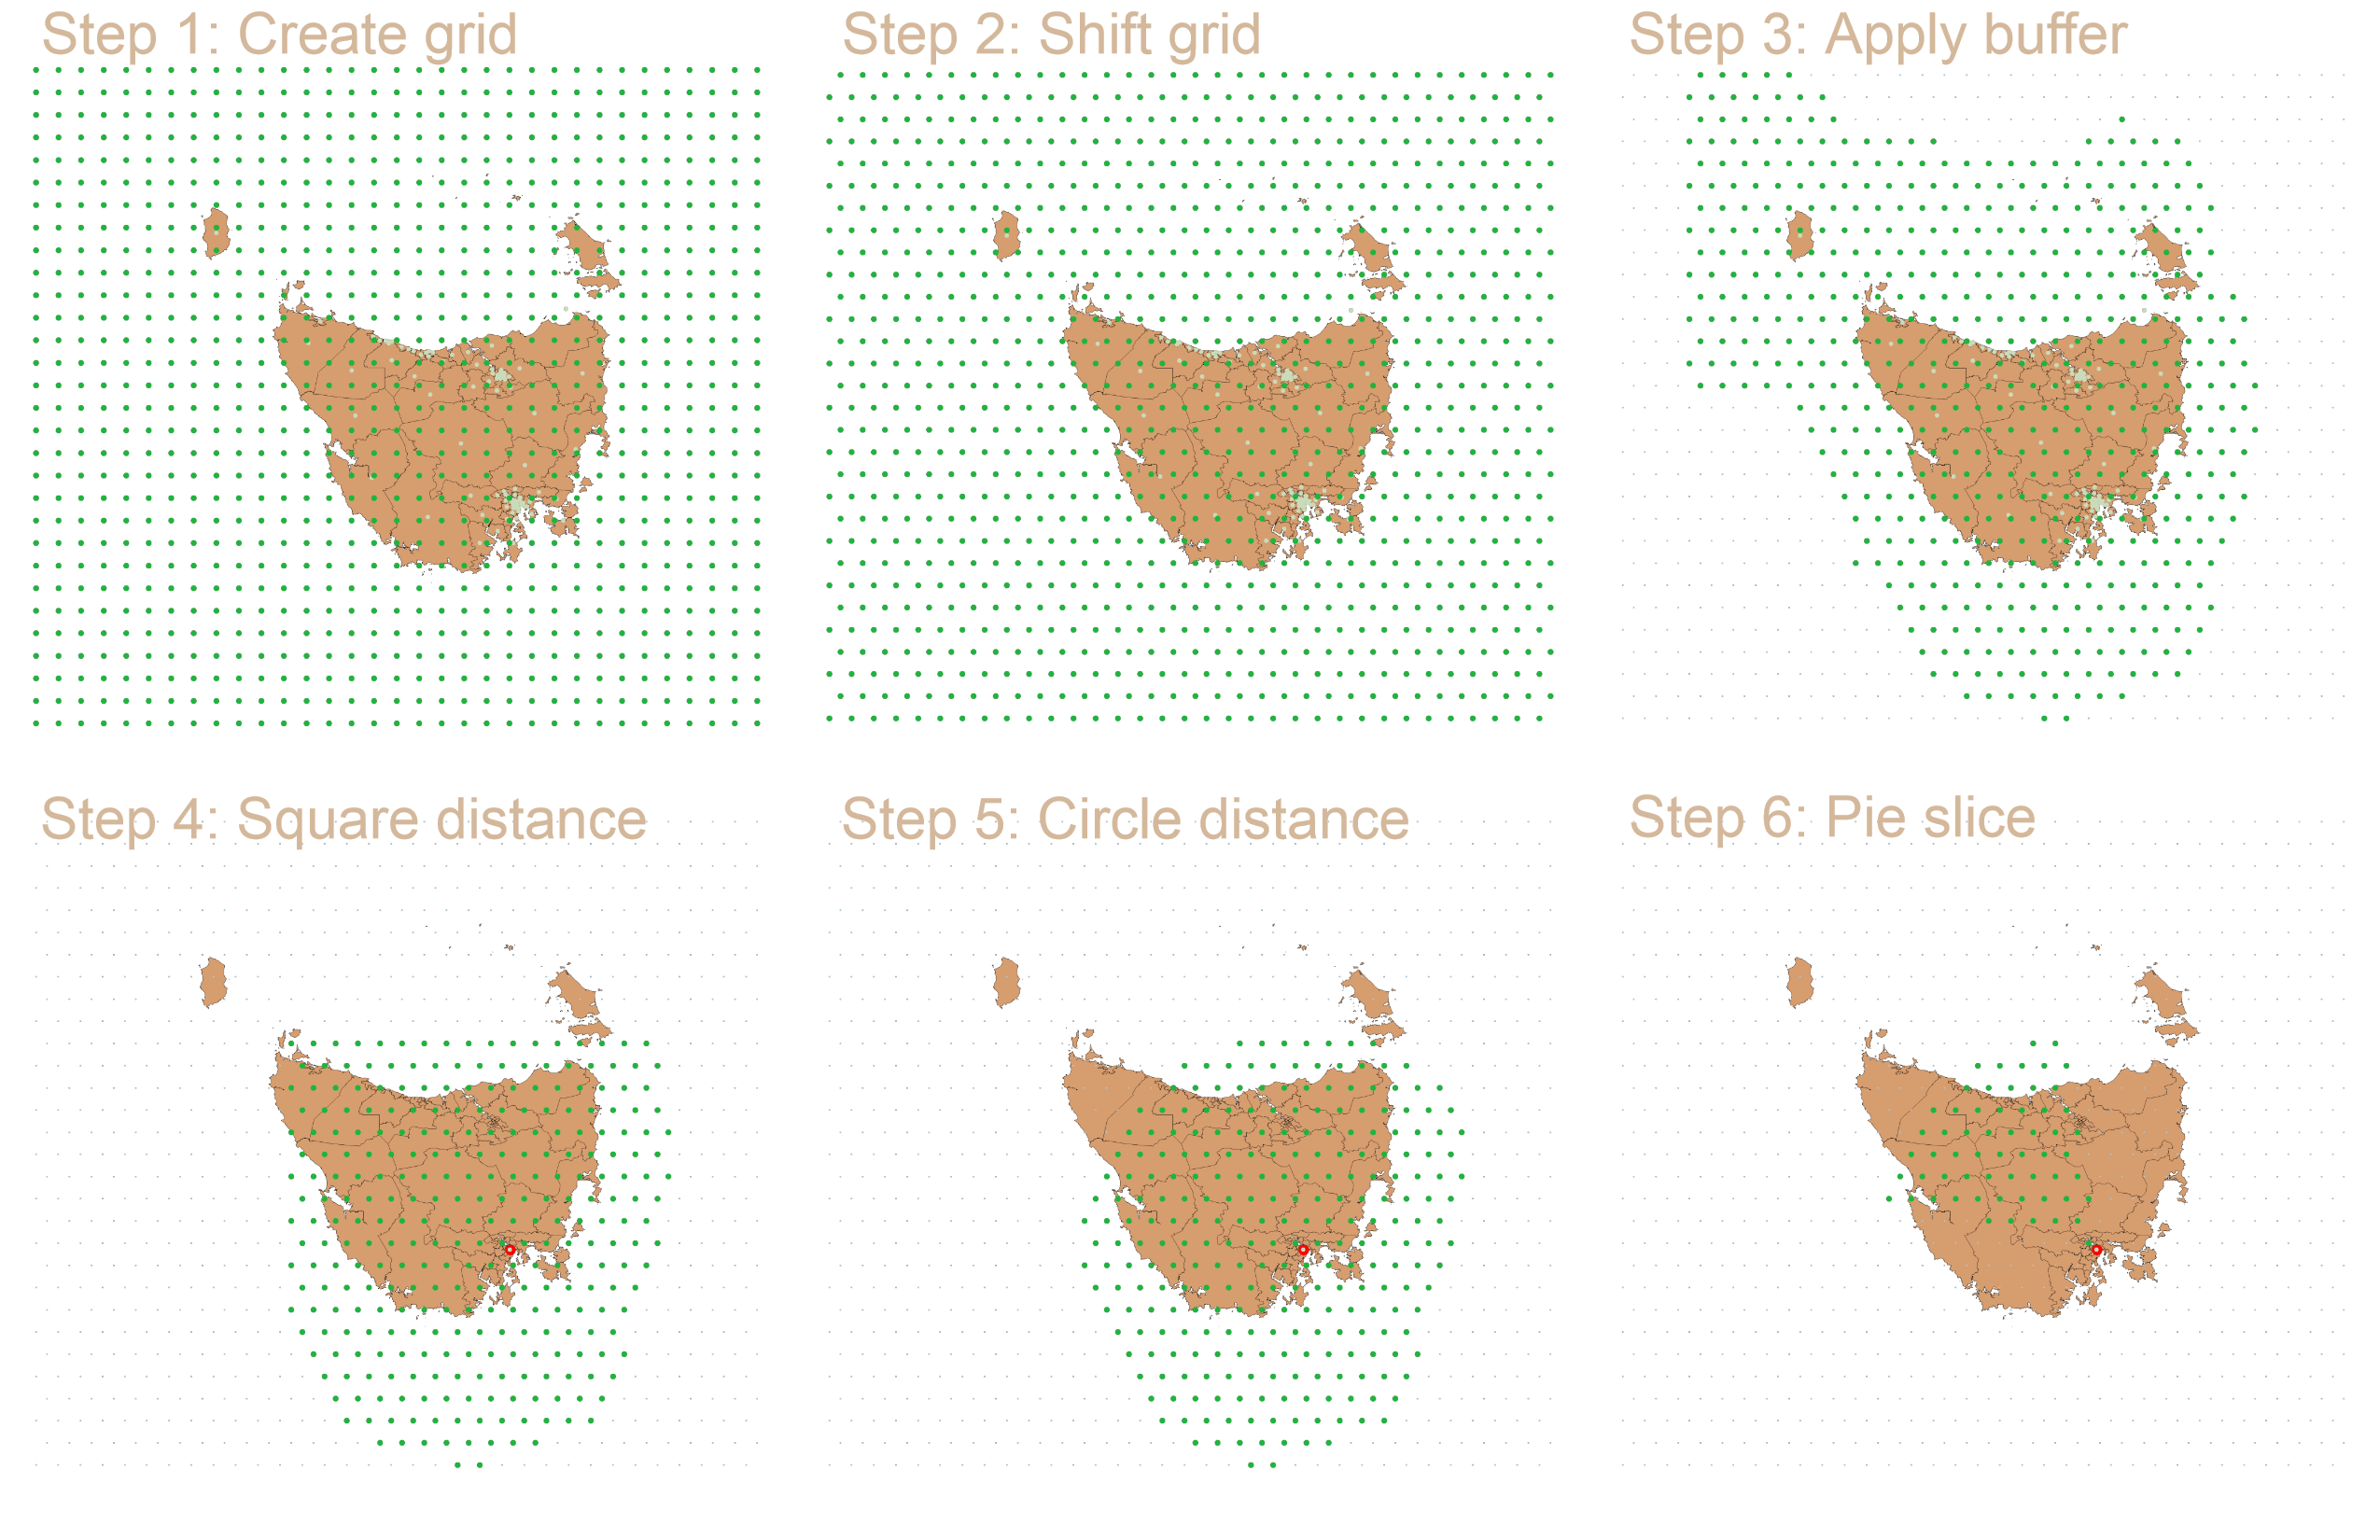 Step 1: Create grid
Step 2: Shift grid
Step 3: Apply buffer
Step 4: Square distance
Step 5: Circle distance
Step 6: Pie slice